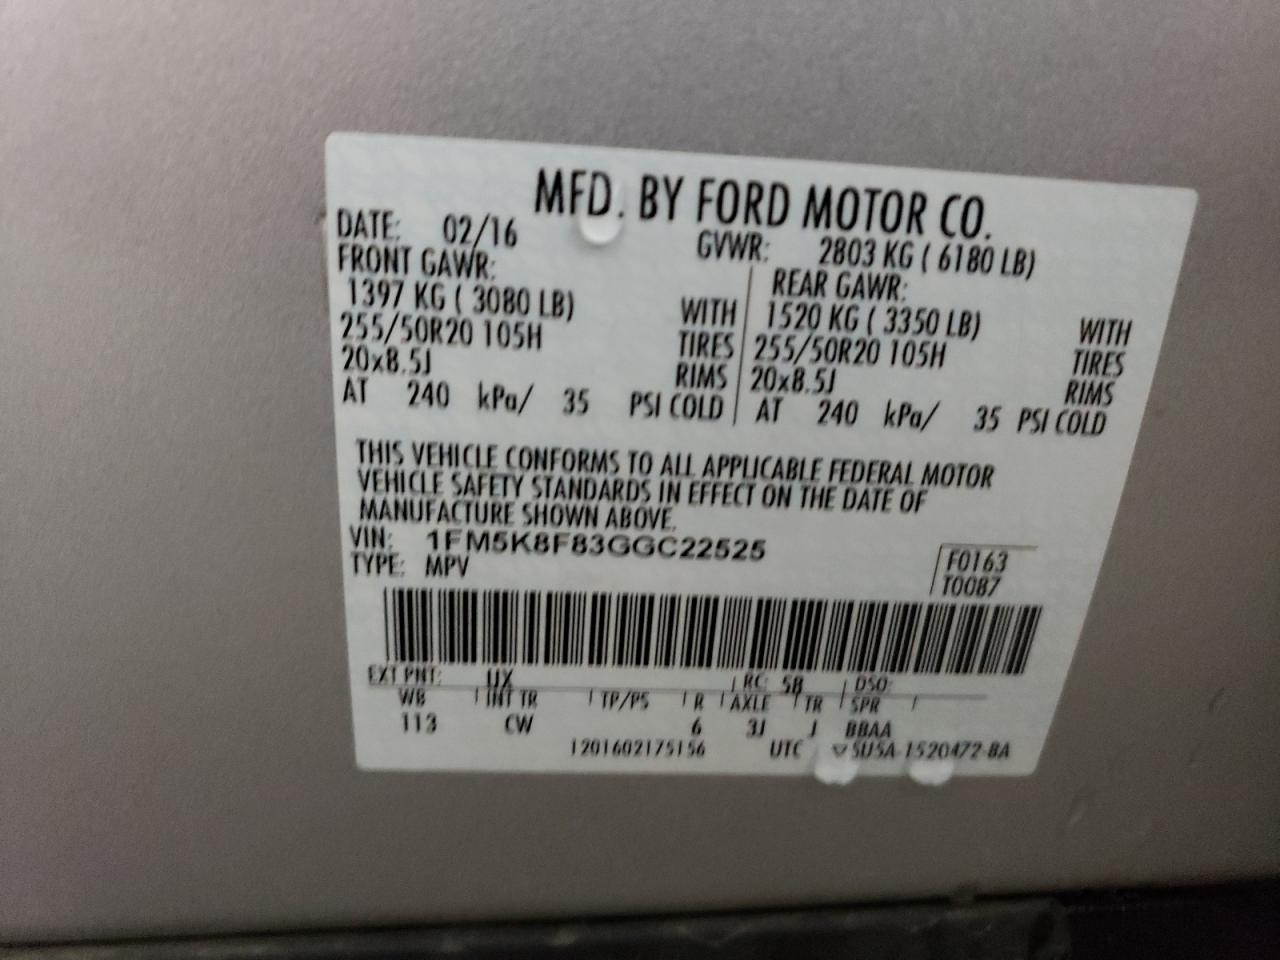 MFD. BY FORD MOTOR CO.
DATE: 02/16 GVWR: 2803 KG ( 6180 LB)
FRONT GAWR: REAR GAWR:
1397 KG ( 3080 LB) WITH 1520 KG ( 3350 LB) WITH
255/50R20 105H TIRES 255/50R20 105H TIRES
20x8.5J RIMS 20x8.5J RIMS
AT 240 kPa/ 35 PSI COLD AT 240 kPa/ 35 PSI COLD
THIS VEHICLE CONFORMS TO ALL APPLICABLE FEDERAL MOTOR
VEHICLE SAFETY STANDARDS IN EFFECT ON THE DATE OF
MANUFACTURE SHOWN ABOVE.
VIN: 1FM5K8F83GGC22525 F0163
TYPE: MPV T0087
EXT PNT: UX RC: 58 DSO:
WB INT TR TP/PS R AXLE TR SPR
113 CW 6 3J J BBAA
1201602175156 UTC ▽ 5U5A-1520472-BA